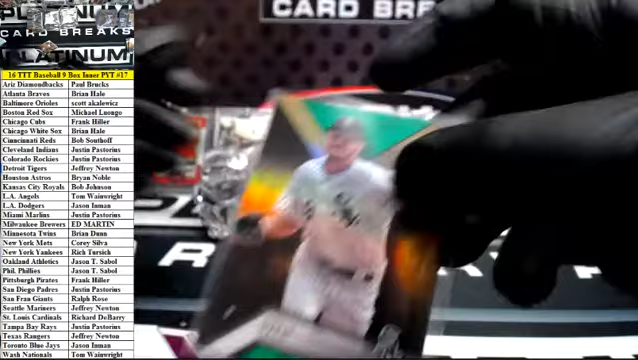 CARD BRE
CARD BREAKS
PLATINUM
16 TTT Baseball 9 Box Inner PYT #17
Ariz Diamondbacks Paul Brucks
Atlanta Braves Brian Hale
Baltimore Orioles scott akalewicz
Boston Red Sox Michael Luongo
Chicago Cubs Frank Hiller
Chicago White Sox Brian Hale
Cinncinati Reds Bob Southoff
Cleveland Indians Justin Pastorius
Colorado Rockies Justin Pastorius
Detroit Tigers Jeffrey Newton
Houston Astros Bryan Noble
Kansas City Royals Bob Johnson
L.A. Angels Tom Wainwright
L.A. Dodgers Jason Inman
Miami Marlins Justin Pastorius
Milwaukee Brewers ED MARTIN
Minnesota Twins Brian Dunn
New York Mets Corey Silva
New York Yankees Rich Tursich
Oakland Athletics Jason T. Sabol
Phil. Phillies Jason T. Sabol
Pittsburgh Pirates Frank Hiller
San Diego Padres Justin Pastorius
San Fran Giants Ralph Rose
Seattle Mariners Jeffrey Newton
St. Louis Cardinals Richard DeBarry
Tampa Bay Rays Justin Pastorius
Texas Rangers Jeffrey Newton
Toronto Blue Jays Jason Inman
Wash Nationals Tom Wainwright